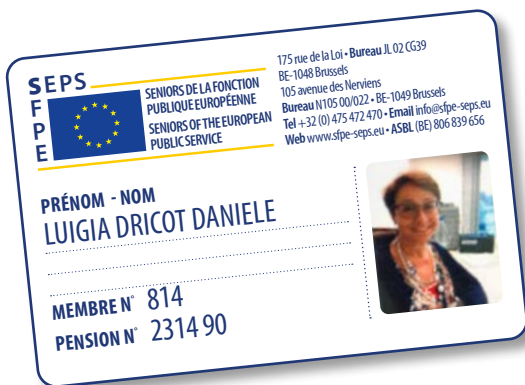 SEPS
SFPE
SENIORS DE LA FONCTION
PUBLIQUE EUROPÉENNE
SENIORS OF THE EUROPEAN
PUBLIC SERVICE
175 rue de la Loi • Bureau JL 02 CG39
BE-1048 Brussels
105 avenue des Nerviens
Bureau N105 00/022 • BE-1049 Brussels
Tel +32 (0) 475 472 470 • Email info@sfpe-seps.eu
Web www.sfpe-seps.eu • ASBL (BE) 806 839 656
PRÉNOM - NOM
LUIGIA DRICOT DANIELE
MEMBRE N° 814
PENSION N° 2314 90